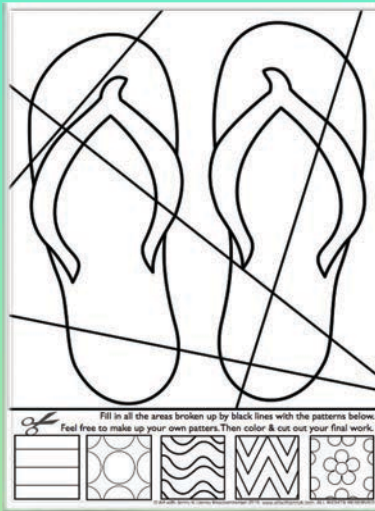 Fill in all the areas broken up by black lines with the patterns below.
Feel free to make up your own patters.Then color & cut out your final work.